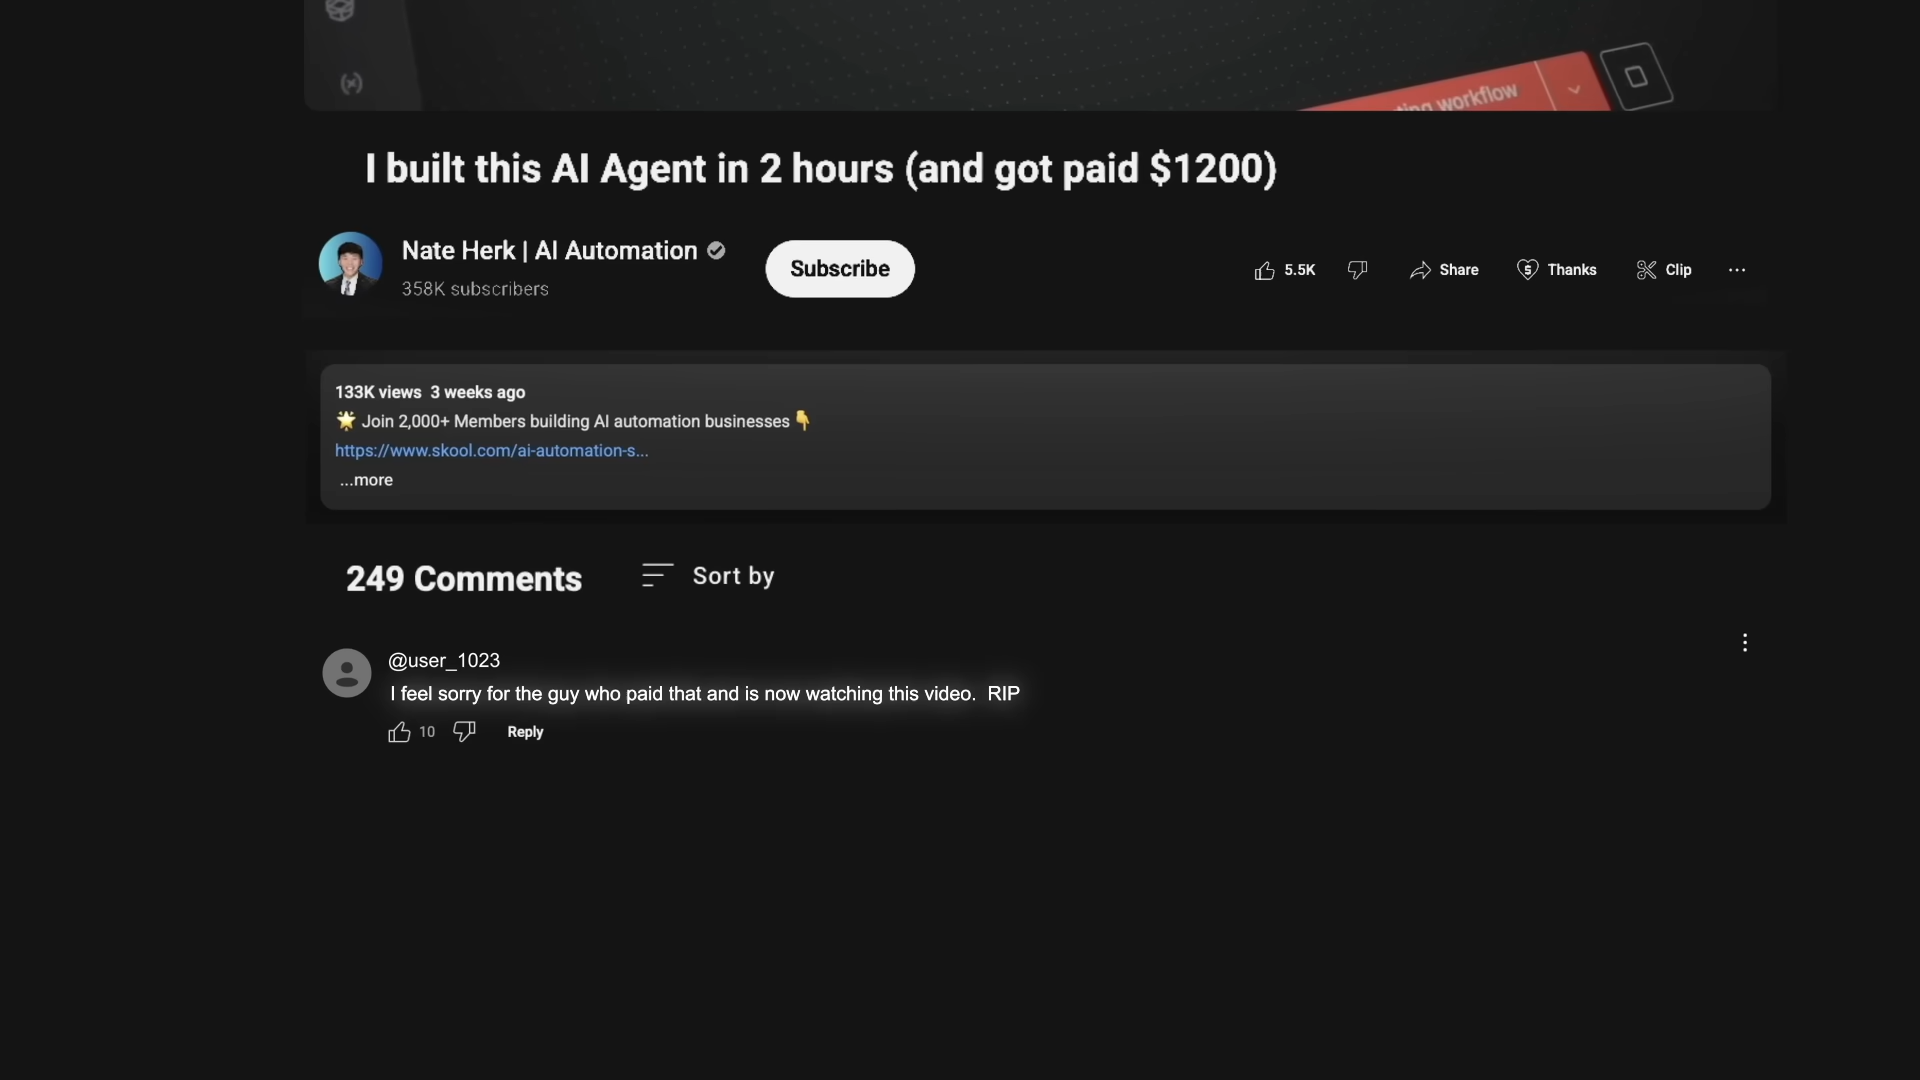 (x)
workflow
I built this AI Agent in 2 hours (and got paid $1200)
Nate Herk | AI Automation
358K subscribers
Subscribe
5.5K
Share
Thanks
Clip
133K views 3 weeks ago
🌟 Join 2,000+ Members building AI automation businesses 👇
https://www.skool.com/ai-automation-s...
...more
249 Comments
Sort by
@user_1023
I feel sorry for the guy who paid that and is now watching this video. RIP
10
Reply